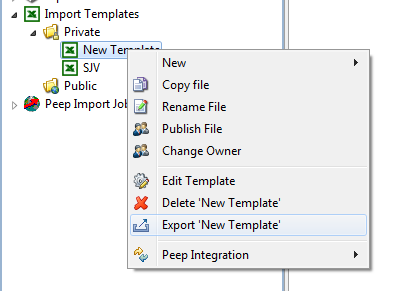 Import Templates
Private
New Template
SJV
Public
Peep Import Job
New
Copy file
Rename File
Publish File
Change Owner
Edit Template
Delete 'New Template'
Export 'New Template'
Peep Integration